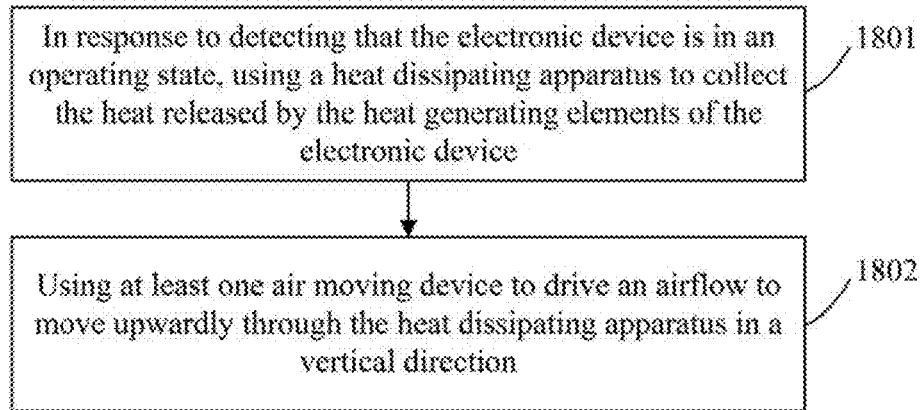 In response to detecting that the electronic device is in an
operating state, using a heat dissipating apparatus to collect
the heat released by the heat generating elements of the
electronic device
1801
Using at least one air moving device to drive an airflow to
move upwardly through the heat dissipating apparatus in a
vertical direction
1802